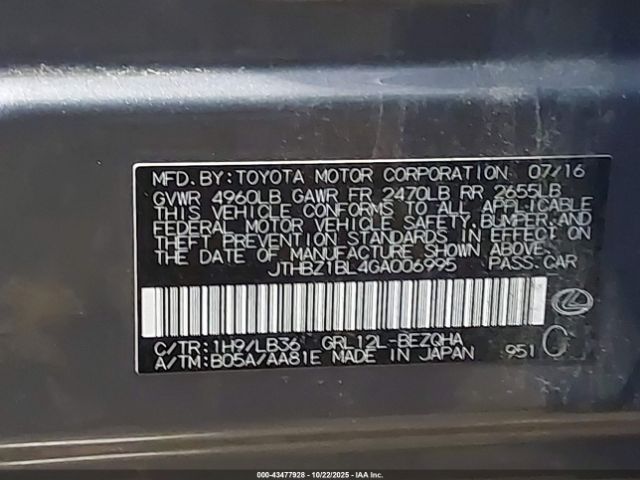 MFD.BY:TOYOTA MOTOR CORPORATION 07/16
GVWR 4960LB GAWR FR 2470LB RR 2655LB
THIS VEHICLE CONFORMS TO ALL APPLICABLE
FEDERAL MOTOR VEHICLE SAFETY, BUMPER, AND
THEFT PREVENTION STANDARDS IN EFFECT ON
THE DATE OF MANUFACTURE SHOWN ABOVE.
JTHBZ1BL4GA006995 PASS.CAR
C/TR:1H9/LB36 GRL12L-BEZQHA
A/TM:B05A/AA81E MADE IN JAPAN 951 C
000-43477928 - 10/22/2025 - IAA Inc.